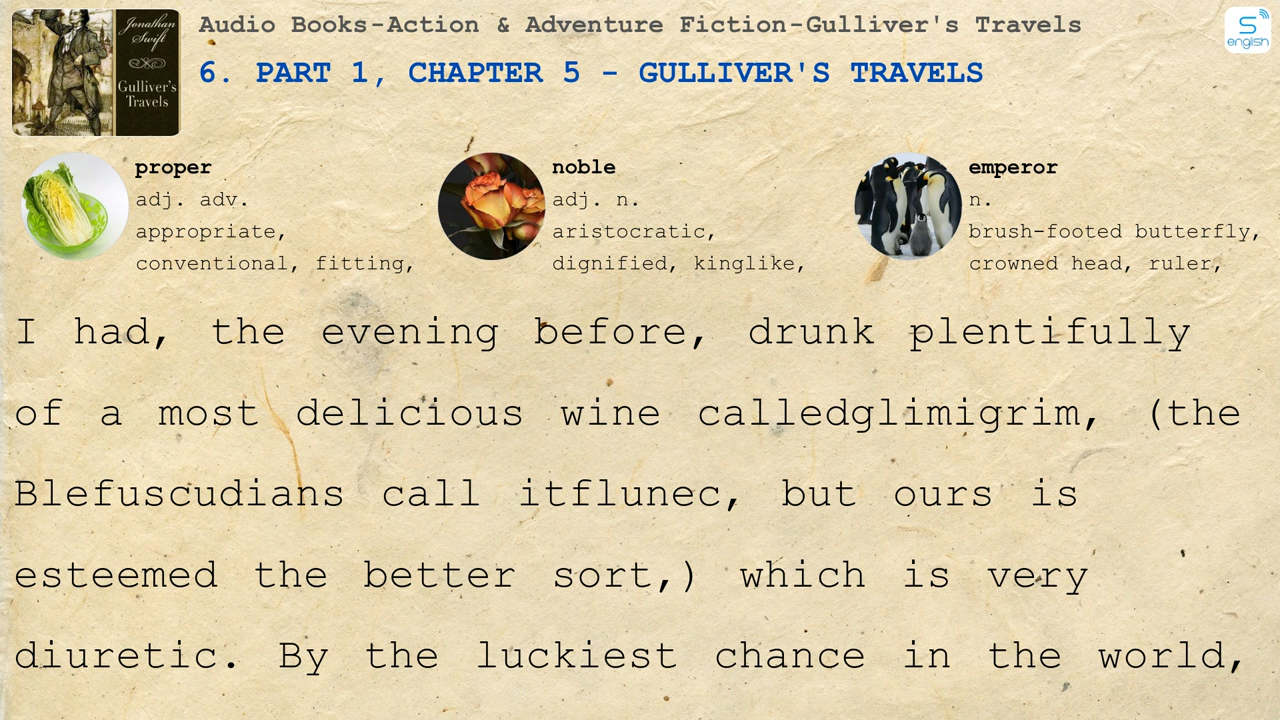 Audio Books-Action & Adventure Fiction-Gulliver's Travels
6. PART 1, CHAPTER 5 - GULLIVER'S TRAVELS
Jonathan
Swift
Gulliver's
Travels
S
english
proper
adj. adv.
appropriate,
conventional, fitting,
noble
adj. n.
aristocratic,
dignified, kinglike,
emperor
n.
brush-footed butterfly,
crowned head, ruler,
I had, the evening before, drunk plentifully
of a most delicious wine calledglimigrim, (the
Blefuscudians call itflunec, but ours is
esteemed the better sort,) which is very
diuretic. By the luckiest chance in the world,